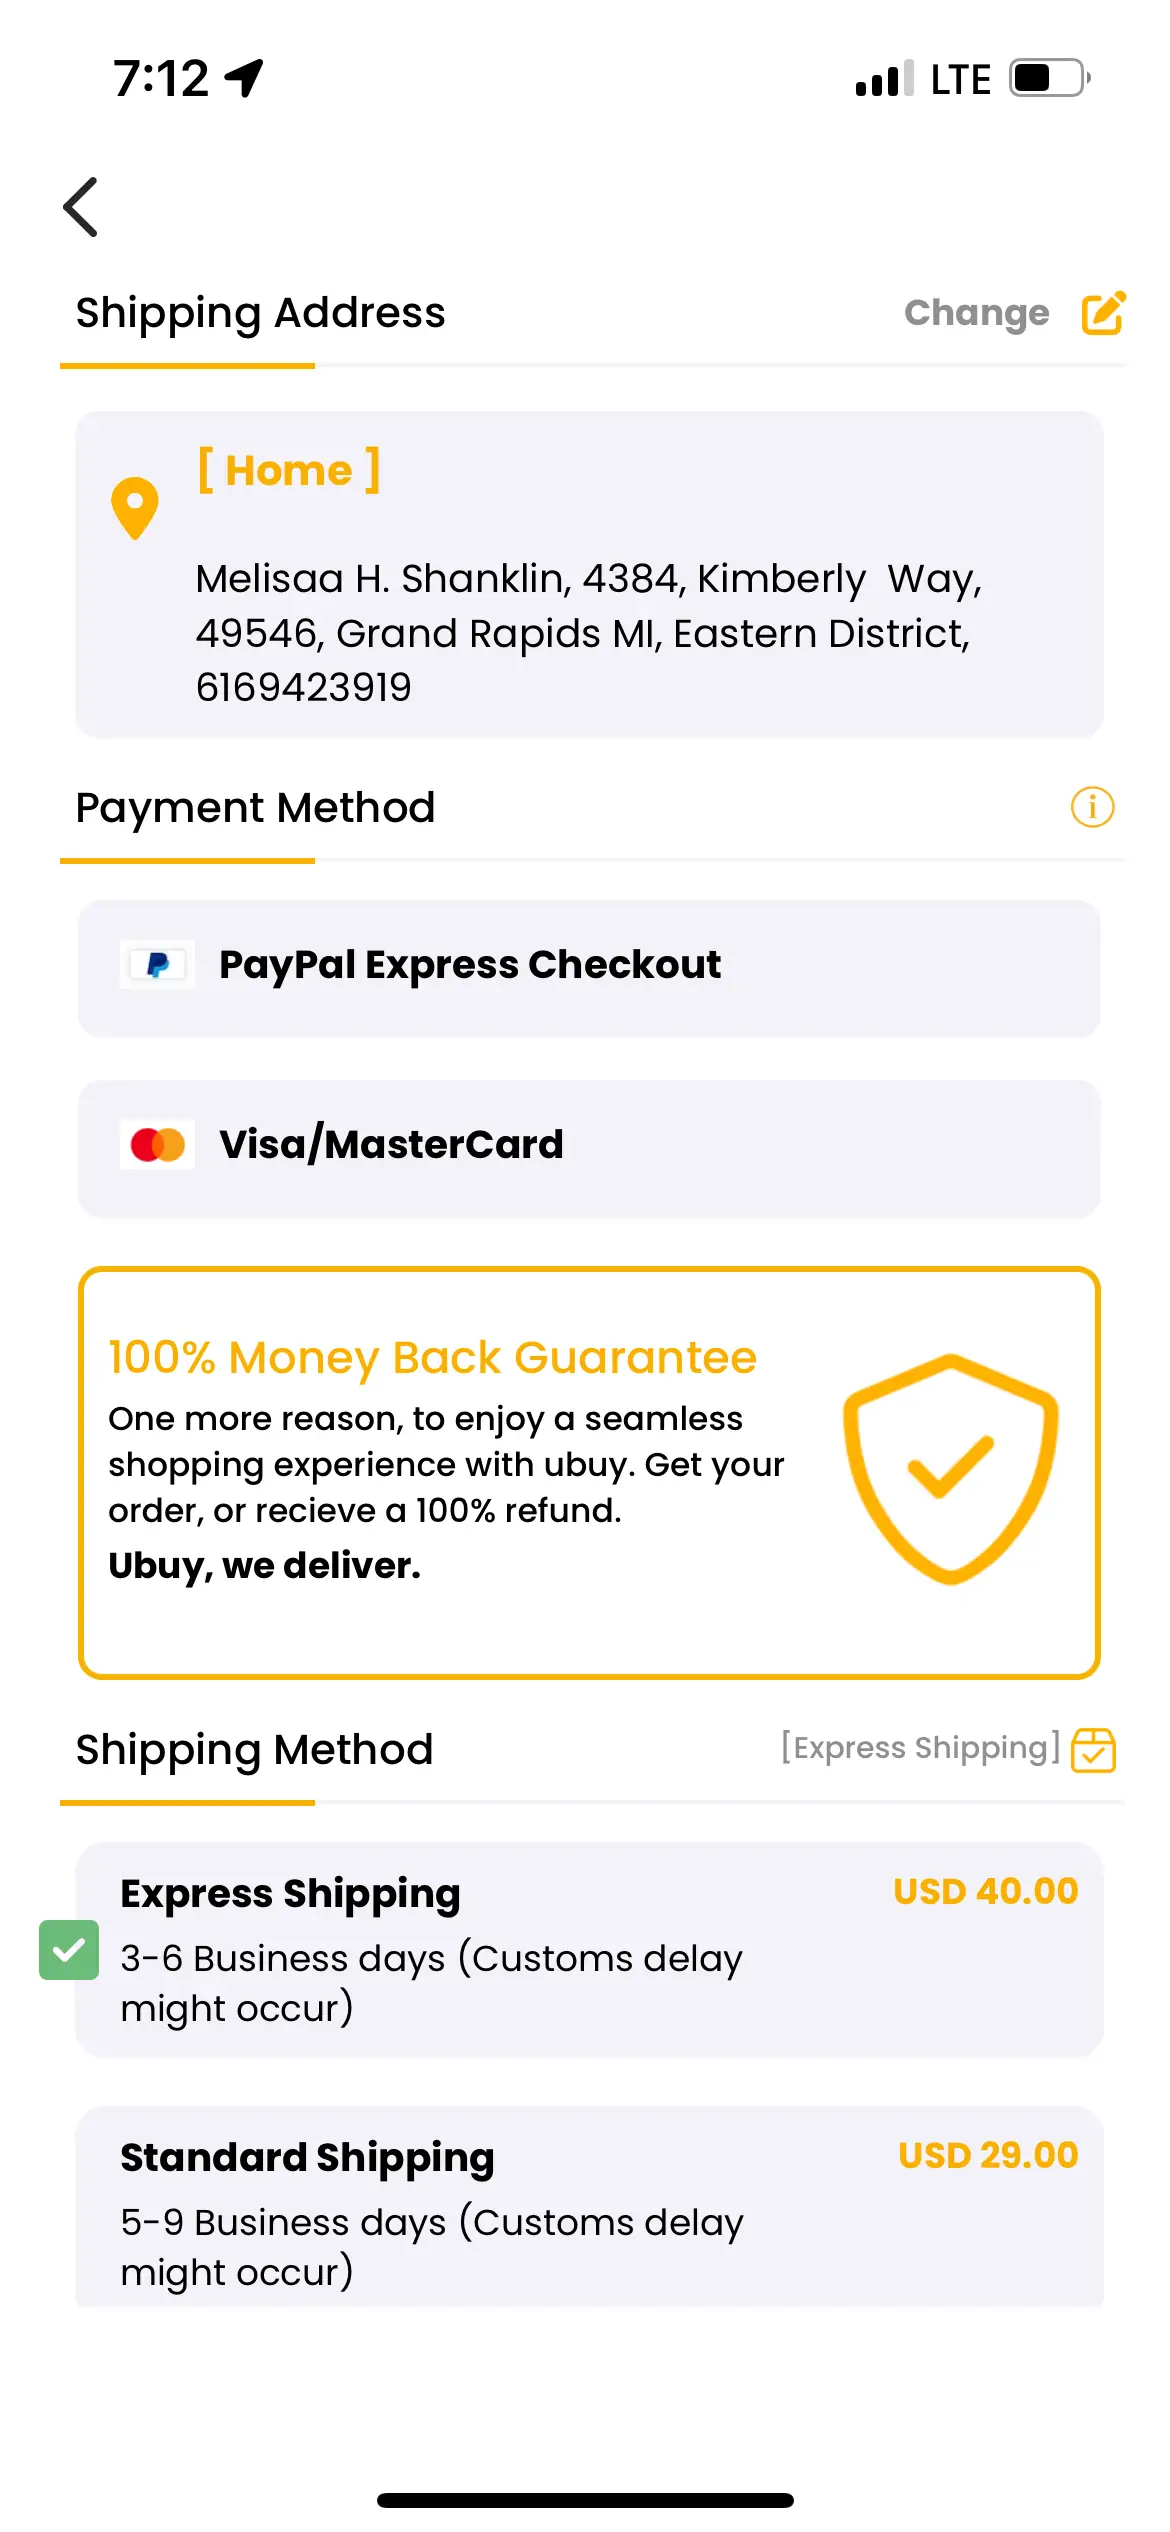 7:12
LTE
Shipping Address
Change
[ Home ]
Melisaa H. Shanklin, 4384, Kimberly  Way,
49546, Grand Rapids MI, Eastern District,
6169423919
Payment Method
i
PayPal Express Checkout
Visa/MasterCard
100% Money Back Guarantee
One more reason, to enjoy a seamless
shopping experience with ubuy. Get your
order, or recieve a 100% refund.
Ubuy, we deliver.
Shipping Method
[Express Shipping]
Express Shipping
USD 40.00
3-6 Business days (Customs delay
might occur)
Standard Shipping
USD 29.00
5-9 Business days (Customs delay
might occur)